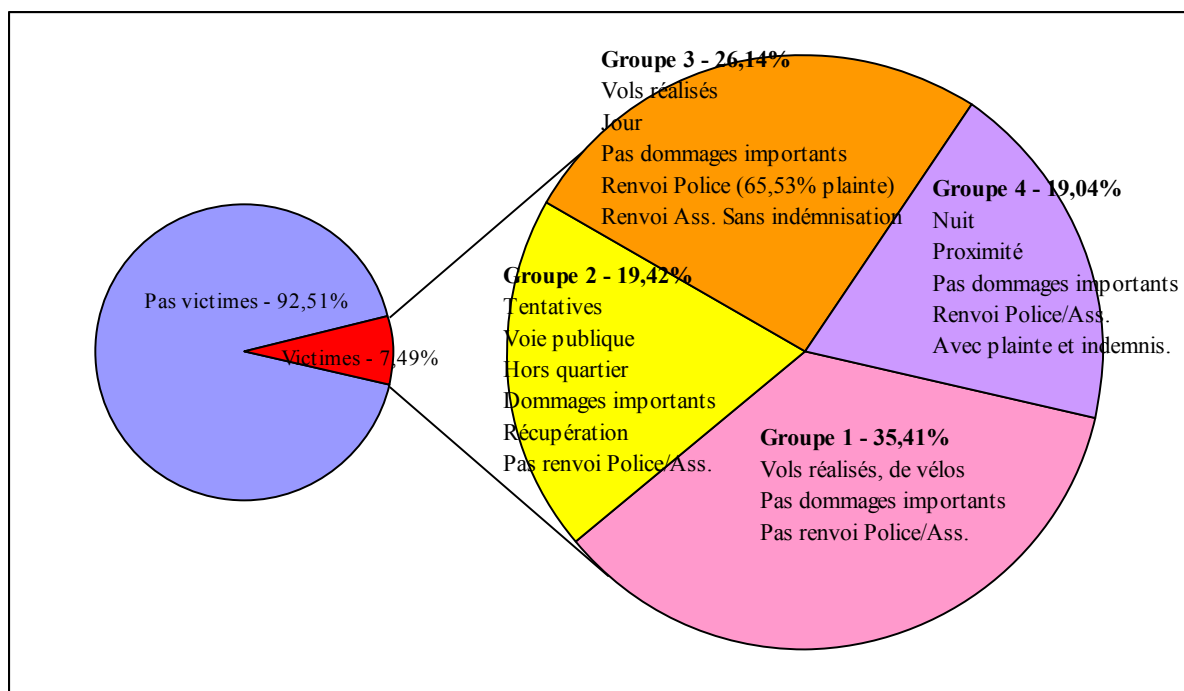 Pas victimes - 92,51%
Victimes - 7,49%
Groupe 3 - 26,14%
Vols réalisés
Jour
Pas dommages importants
Renvoi Police (65,53% plainte)
Renvoi Ass. Sans indémnisation
Groupe 4 - 19,04%
Nuit
Proximité
Pas dommages importants
Renvoi Police/Ass.
Avec plainte et indemnis.
Groupe 2 - 19,42%
Tentatives
Voie publique
Hors quartier
Dommages importants
Récupération
Pas renvoi Police/Ass.
Groupe 1 - 35,41%
Vols réalisés, de vélos
Pas dommages importants
Pas renvoi Police/Ass.